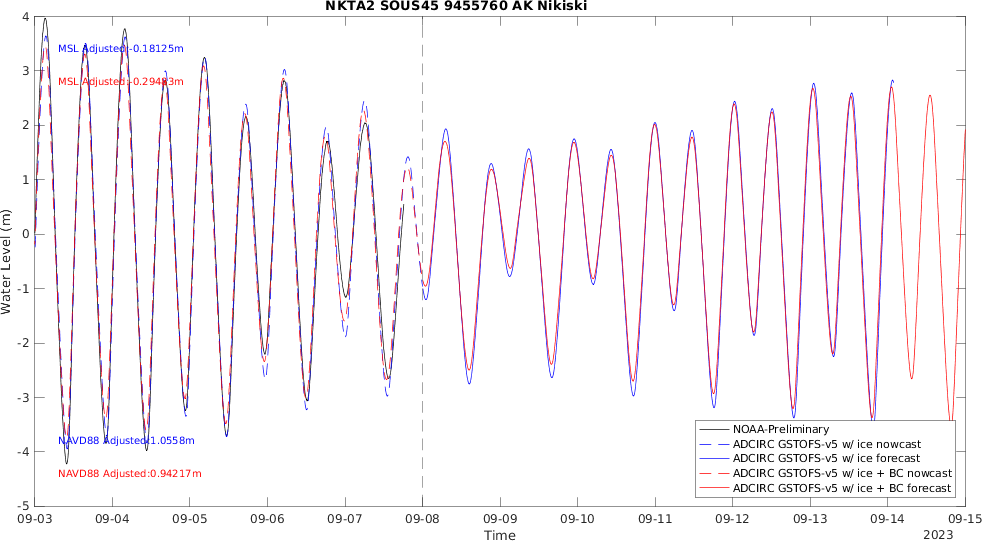 NKTA2 SOUS45 9455760 AK Nikiski
4
MSL Adjusted:-0.18125m
3
MSL Adjusted:-0.29483m
2
1
0
Water Level (m)
-1
-2
-3
NAVD88 Adjusted:1.0558m
-4
NAVD88 Adjusted:0.94217m
-5
NOAA-Preliminary
ADCIRC GSTOFS-v5 w/ ice nowcast
ADCIRC GSTOFS-v5 w/ ice forecast
ADCIRC GSTOFS-v5 w/ ice + BC nowcast
ADCIRC GSTOFS-v5 w/ ice + BC forecast
09-03 09-04 09-05 09-06 09-07 09-08 09-09 09-10 09-11 09-12 09-13 09-14 09-15
Time
2023